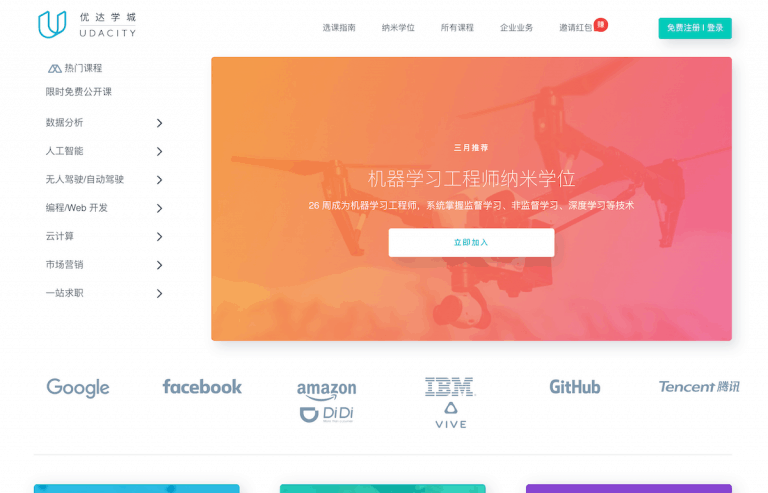 优达学城
UDACITY
选课指南 纳米学位 所有课程 企业业务 邀请红包 赚
免费注册 | 登录
热门课程
限时免费公开课
数据分析
人工智能
无人驾驶/自动驾驶
编程/Web 开发
云计算
市场营销
一站求职
三月推荐
机器学习工程师纳米学位
26 周成为机器学习工程师，系统掌握监督学习、非监督学习、深度学习等技术
立即加入
Google facebook amazon IBM GitHub Tencent 腾讯
DiDi VIVE